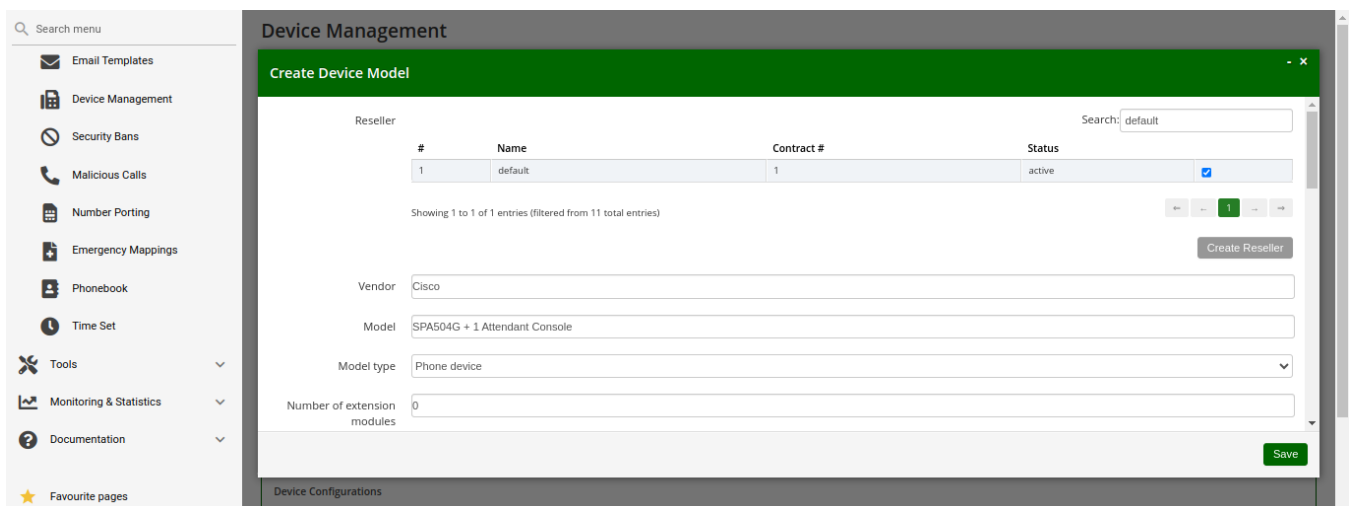 Search menu
Email Templates
Device Management
Security Bans
Malicious Calls
Number Porting
Emergency Mappings
Phonebook
Time Set
Tools
Monitoring & Statistics
Documentation
Favourite pages
Device Management
Create Device Model
Reseller
Search: default
# Name Contract # Status
1 default 1 active
Showing 1 to 1 of 1 entries (filtered from 11 total entries)
1
Create Reseller
Vendor Cisco
Model SPA504G + 1 Attendant Console
Model type Phone device
Number of extension modules 0
Save
Device Configurations